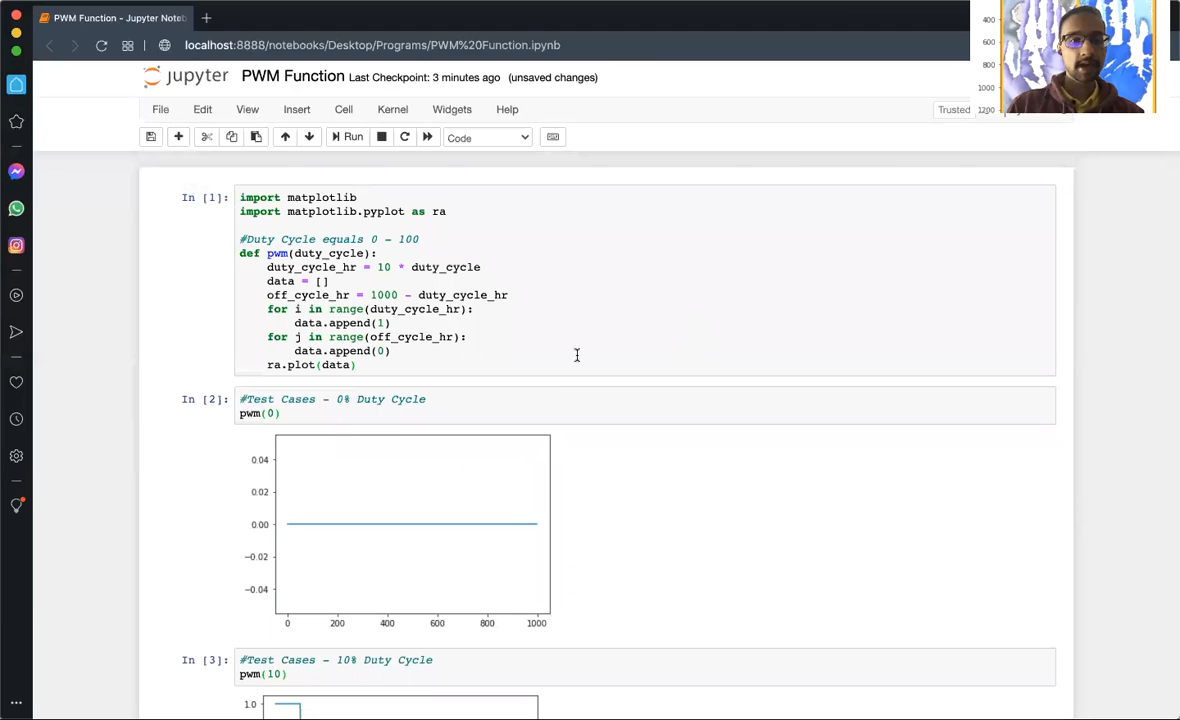 PWM Function - Jupyter Noteb
localhost:8888/notebooks/Desktop/Programs/PWM%20Function.ipynb
jupyter PWM Function Last Checkpoint: 3 minutes ago (unsaved changes)
File Edit View Insert Cell Kernel Widgets Help
Trusted
Run Code
400
600
800
1000
1200
In [1]: import matplotlib
import matplotlib.pyplot as ra
#Duty Cycle equals 0 - 100
def pwm(duty_cycle):
duty_cycle_hr = 10 * duty_cycle
data = []
off_cycle_hr = 1000 - duty_cycle_hr
for i in range(duty_cycle_hr):
data.append(1)
for j in range(off_cycle_hr):
data.append(0)
ra.plot(data)
In [2]: #Test Cases - 0% Duty Cycle
pwm(0)
0.04
0.02
0.00
−0.02
−0.04
0 200 400 600 800 1000
In [3]: #Test Cases - 10% Duty Cycle
pwm(10)
1.0